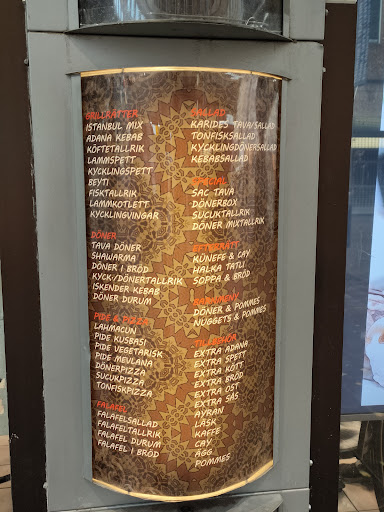 GRILLRÄTTER
ISTANBUL MIX
ADANA KEBAB
KÖFTETALLRIK
LAMMSPETT
KYCKLINGSPETT
BEYTI
FISKTALLRIK
LAMMKOTLETT
KYCKLINGVINGAR
DÖNER
TAVA DÖNER
SHAWARMA
DÖNER I BRÖD
KYCK-/DÖNERTALLRIK
ISKENDER KEBAB
DÖNER DURUM
PIDE & PIZZA
LAHMACUN
PIDE KUSBASI
PIDE VEGETARISK
PIDE MEVLANA
DÖNERPIZZA
SUCUKPIZZA
TONFISKPIZZA
FALAFEL
FALAFELSALLAD
FALAFELTALLRIK
FALAFEL DURUM
FALAFEL I BRÖD
SALLAD
KARIDES TAVA/SALLAD
TONFISKSALLAD
KYCKLINGDÖNERSALLAD
KEBABSALLAD
SPECIAL
SAC TAVA
DÖNERBOX
SUCUKTALLRIK
DÖNER MIXTALLRIK
EFTERRÄTT
KÜNEFE & CAY
HALKA TATLI
SOPPA & BRÖD
BARNMENY
DÖNER & POMMES
NUGGETS & POMMES
TILLBEHÖR
EXTRA ADANA
EXTRA SPETT
EXTRA KÖTT
EXTRA BRÖD
EXTRA OST
EXTRA SÅS
AYRAN
LÄSK
KAFFE
CAY
ÄGG
POMMES